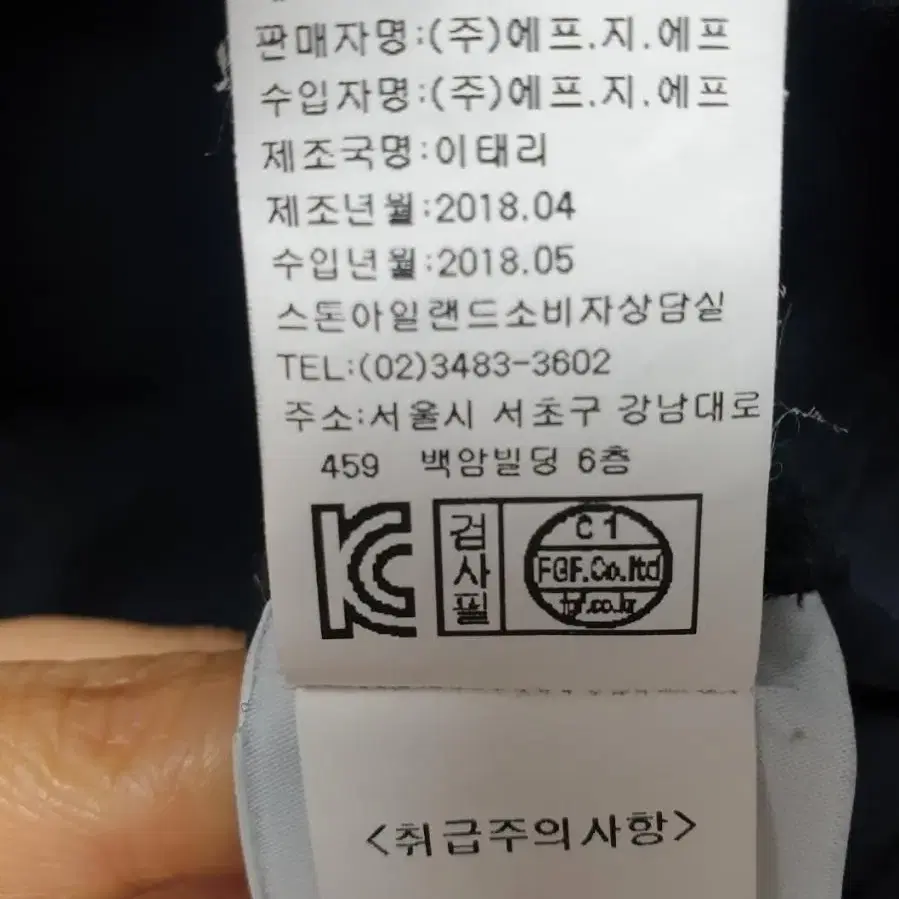 판매자명:(주)에프.지.에프
수입자명:(주)에프.지.에프
제조국명:이태리
제조년월:2018.04
수입년월:2018.05
스톤아일랜드소비자상담실
TEL:(02)3483-3602
주소:서울시 서초구 강남대로
459 백암빌딩 6층
KC
검사필
C1
FGF.Co.ltd
fgf.co.kr
<취급주의사항>